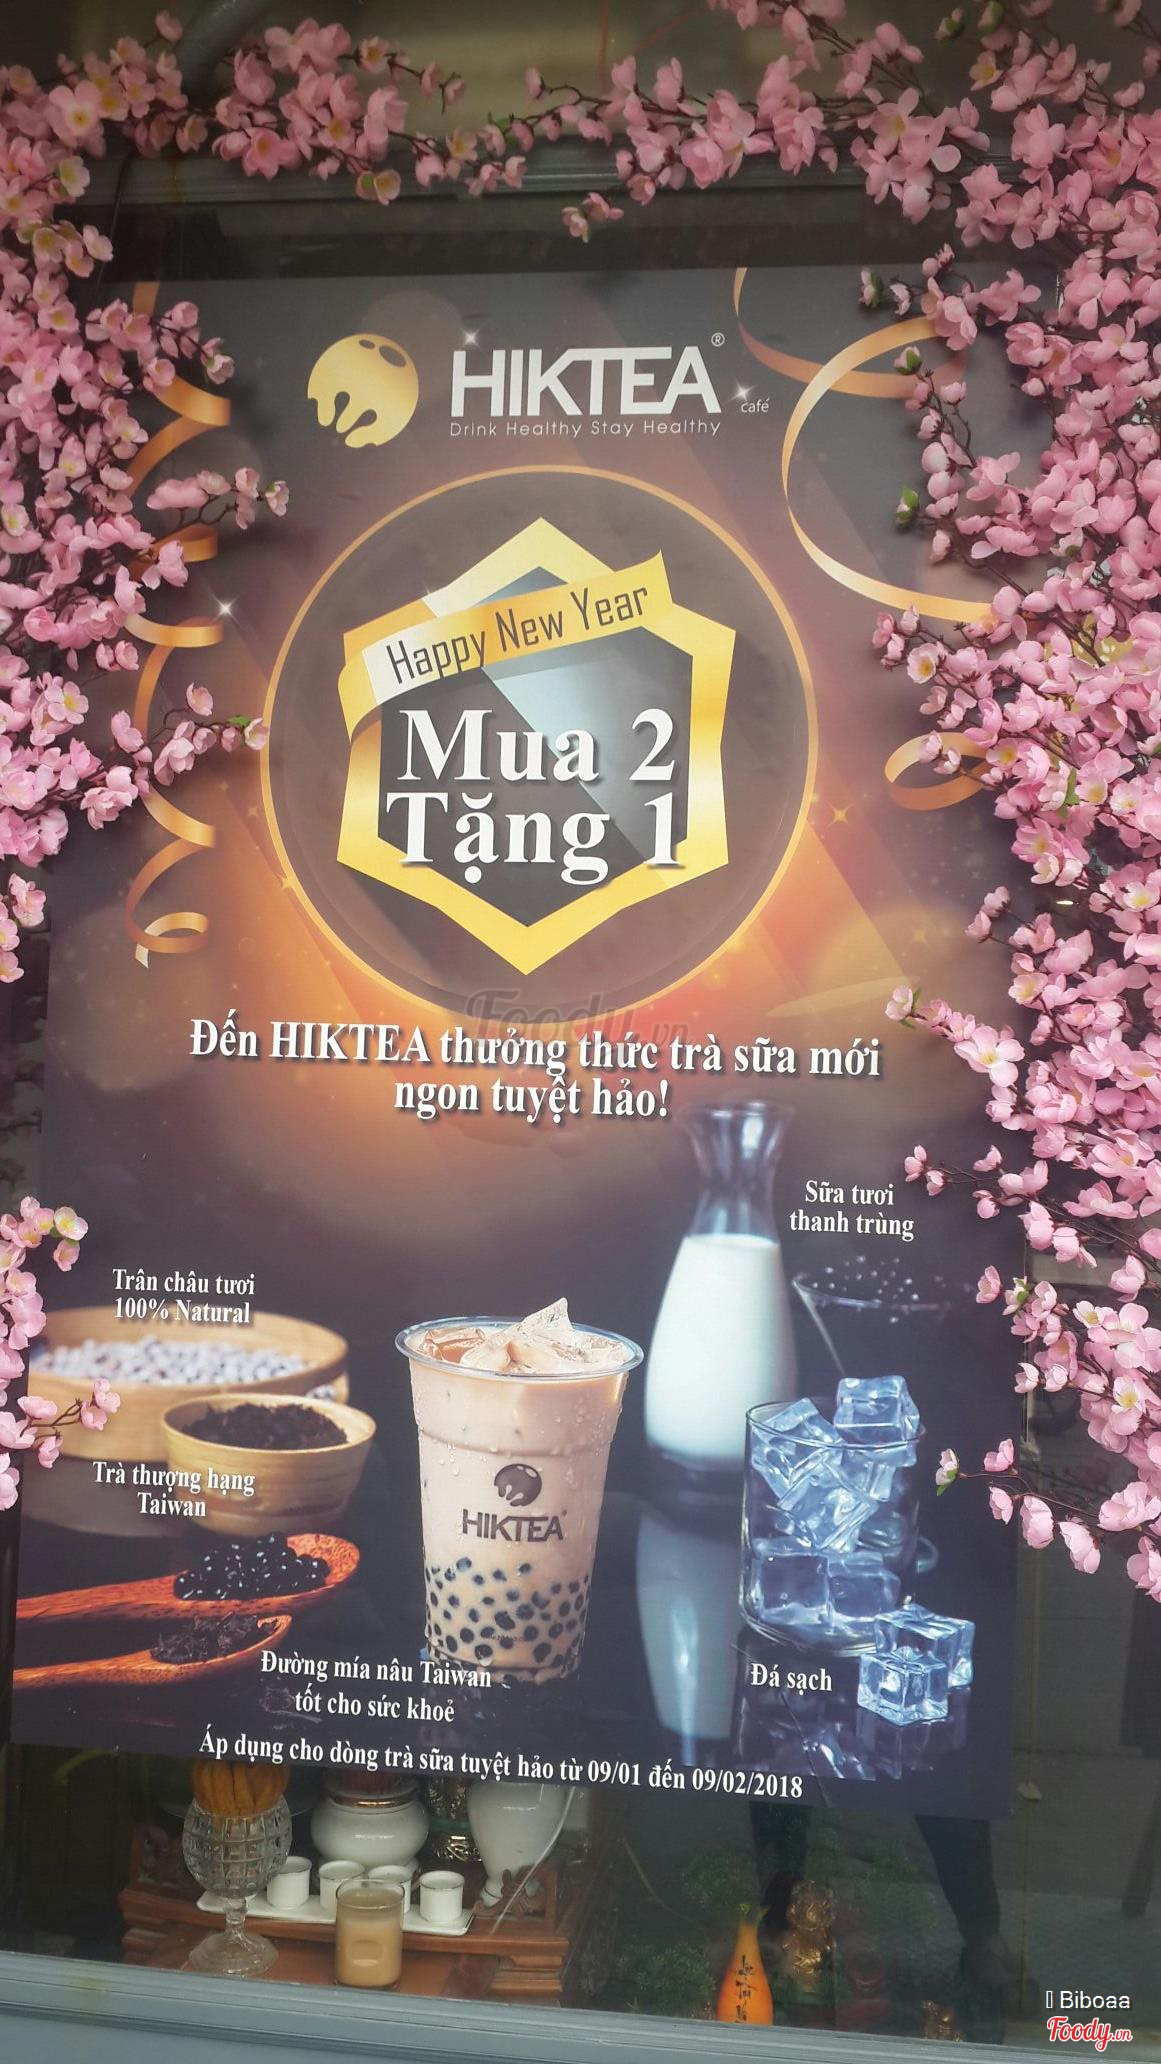 HIKTEA®
café
Drink Healthy Stay Healthy
Happy New Year
Mua 2
Tặng 1
Foody.vn
Đến HIKTEA thưởng thức trà sữa mới
ngon tuyệt hảo!
Sữa tươi
thanh trùng
Trân châu tươi
100% Natural
Trà thượng hạng
Taiwan
HIKTEA
Đường mía nâu Taiwan
tốt cho sức khoẻ
Đá sạch
Áp dụng cho dòng trà sữa tuyệt hảo từ 09/01 đến 09/02/2018
Biboaa
Foody.vn